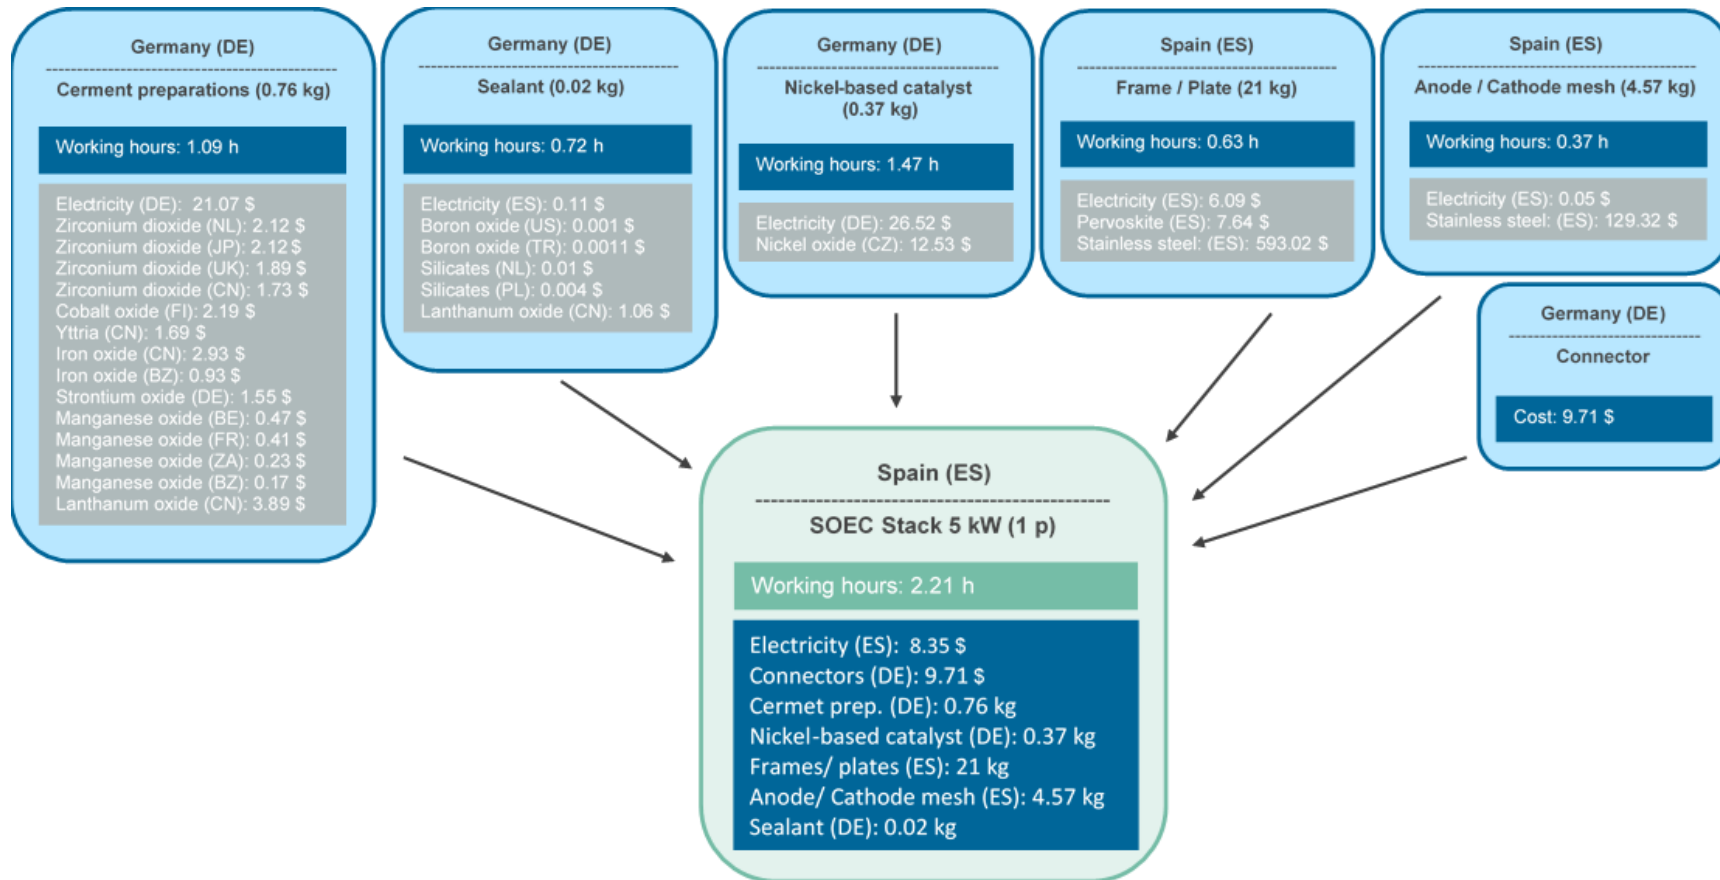 Germany (DE)
Cerment preparations (0.76 kg)
Working hours: 1.09 h
Electricity (DE): 21.07 $
Zirconium dioxide (NL): 2.12 $
Zirconium dioxide (JP): 2.12 $
Zirconium dioxide (UK): 1.89 $
Zirconium dioxide (CN): 1.73 $
Cobalt oxide (FI): 2.19 $
Yttria (CN): 1.69 $
Iron oxide (CN): 2.93 $
Iron oxide (BZ): 0.93 $
Strontium oxide (DE): 1.55 $
Manganese oxide (BE): 0.47 $
Manganese oxide (FR): 0.41 $
Manganese oxide (ZA): 0.23 $
Manganese oxide (BZ): 0.17 $
Lanthanum oxide (CN): 3.89 $
Germany (DE)
Sealant (0.02 kg)
Working hours: 0.72 h
Electricity (ES): 0.11 $
Boron oxide (US): 0.001 $
Boron oxide (TR): 0.0011 $
Silicates (NL): 0.01 $
Silicates (PL): 0.004 $
Lanthanum oxide (CN): 1.06 $
Germany (DE)
Nickel-based catalyst
(0.37 kg)
Working hours: 1.47 h
Electricity (DE): 26.52 $
Nickel oxide (CZ): 12.53 $
Spain (ES)
Frame / Plate (21 kg)
Working hours: 0.63 h
Electricity (ES): 6.09 $
Pervoskite (ES): 7.64 $
Stainless steel: (ES): 593.02 $
Spain (ES)
Anode / Cathode mesh (4.57 kg)
Working hours: 0.37 h
Electricity (ES): 0.05 $
Stainless steel: (ES): 129.32 $
Germany (DE)
Connector
Cost: 9.71 $
Spain (ES)
SOEC Stack 5 kW (1 p)
Working hours: 2.21 h
Electricity (ES): 8.35 $
Connectors (DE): 9.71 $
Cermet prep. (DE): 0.76 kg
Nickel-based catalyst (DE): 0.37 kg
Frames/ plates (ES): 21 kg
Anode/ Cathode mesh (ES): 4.57 kg
Sealant (DE): 0.02 kg